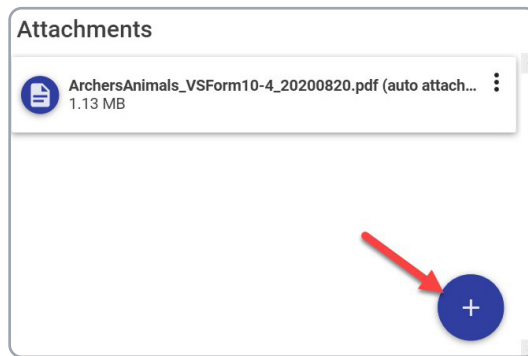 Attachments
ArchersAnimals_VSForm10-4_20200820.pdf (auto attach...
1.13 MB
+